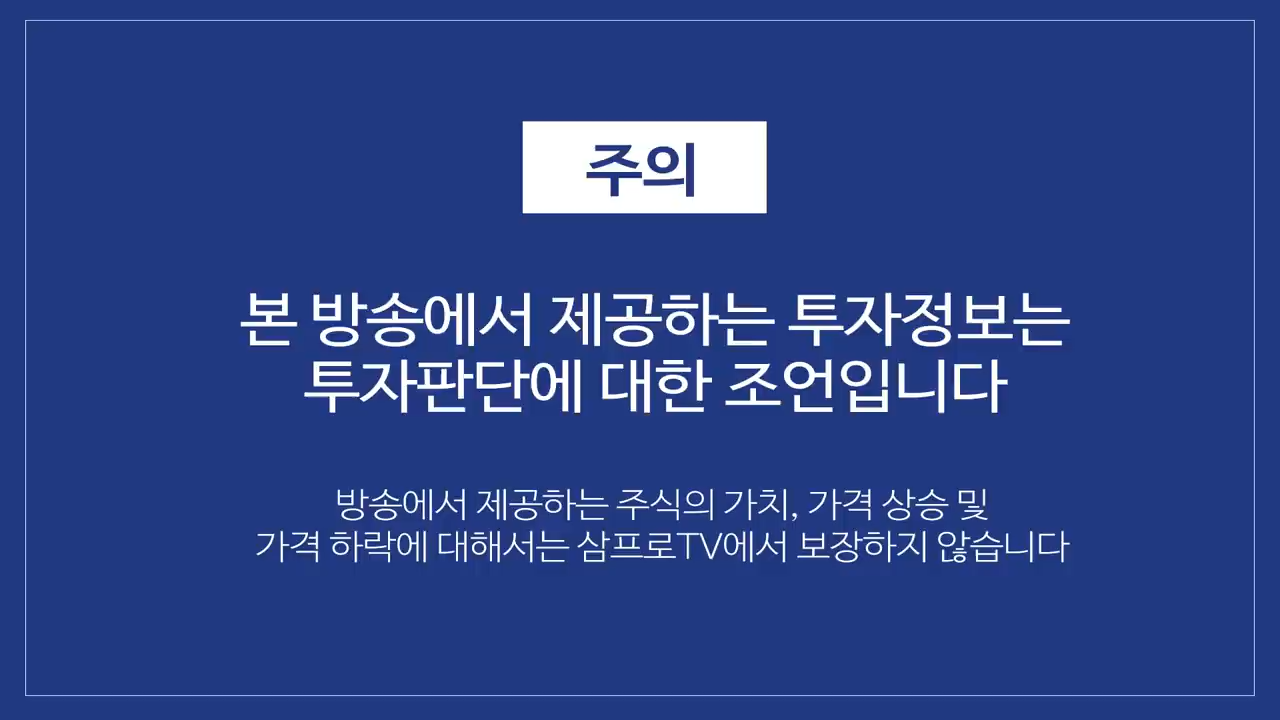 주의
본 방송에서 제공하는 투자정보는
투자판단에 대한 조언입니다
방송에서 제공하는 주식의 가치, 가격 상승 및
가격 하락에 대해서는 삼프로TV에서 보장하지 않습니다